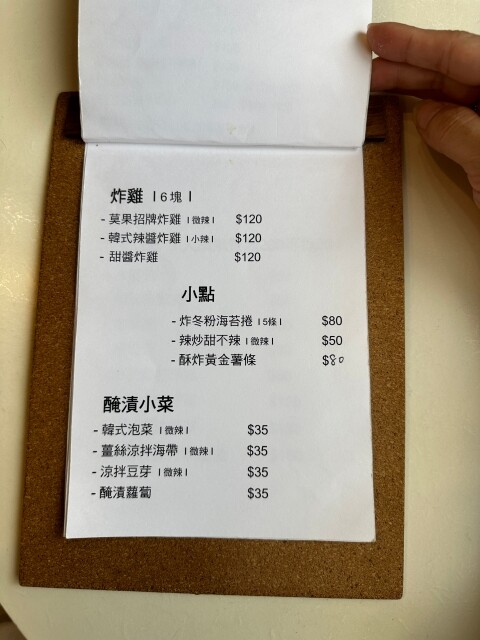 炸雞 I 6 塊 I
- 莫果招牌炸雞 I 微辣 I $120
- 韓式辣醬炸雞 I 小辣 I $120
- 甜醬炸雞 $120
小點
- 炸冬粉海苔捲 I 5條 I $80
- 辣炒甜不辣 I 微辣 I $50
- 酥炸黃金薯條 $80
醃漬小菜
- 韓式泡菜 I 微辣 I $35
- 薑絲涼拌海帶 I 微辣 I $35
- 涼拌豆芽 I 微辣 I $35
- 醃漬蘿蔔 $35